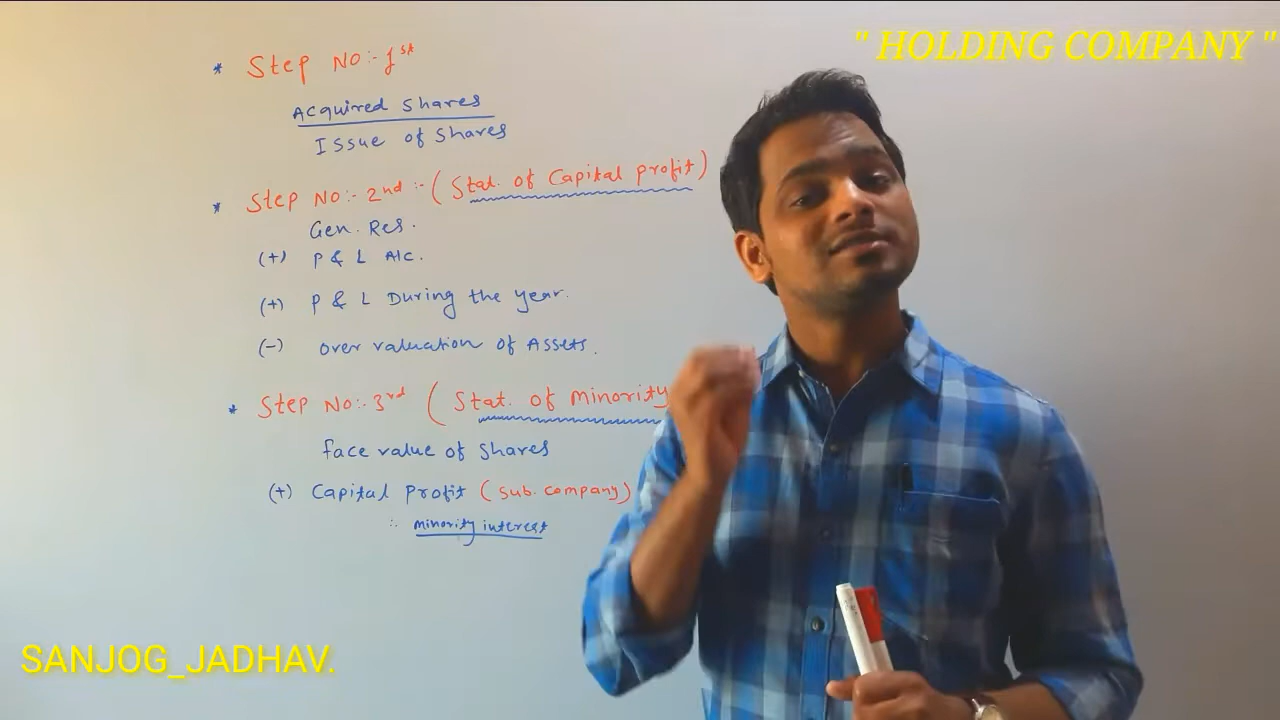 " HOLDING COMPANY "
* Step No:- 1st
Acquired Shares
Issue of Shares
* Step No:- 2nd :- ( Stat. of Capital profit )
Gen. Res.
(+) P & L A/c.
(+) P & L During the year.
(-) over valuation of Assets.
* Step No:- 3rd ( Stat. of minority
face value of shares
(+) Capital Profit ( Sub. company )
∴ minority interest
SANJOG_JADHAV.